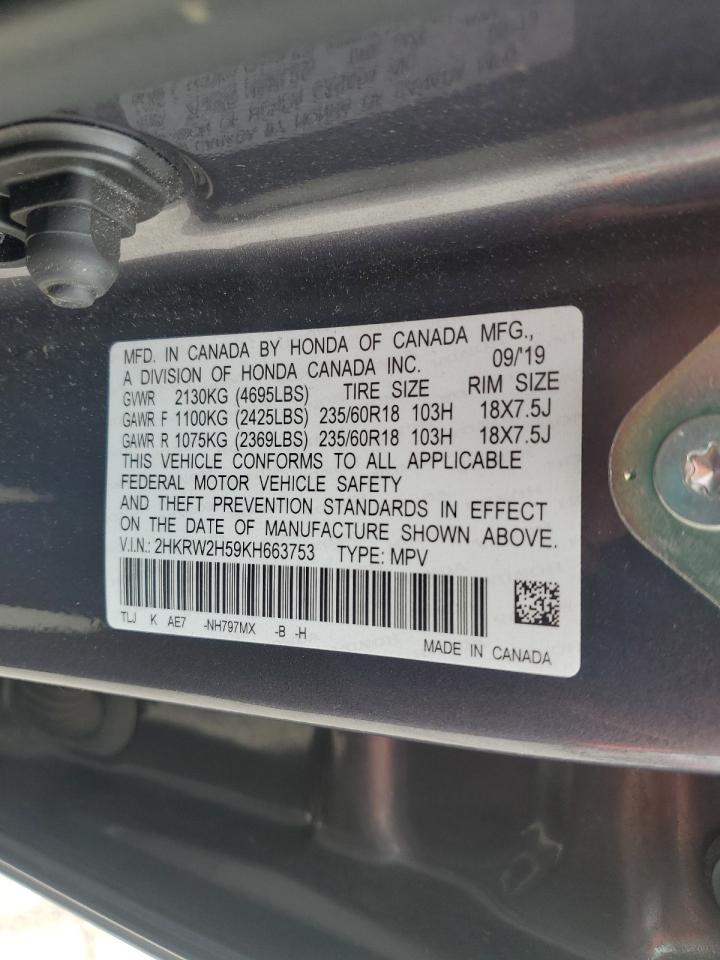 MFD. IN CANADA BY HONDA OF CANADA MFG.,
A DIVISION OF HONDA CANADA INC. 09/'19
GVWR 2130KG (4695LBS) TIRE SIZE RIM SIZE
GAWR F 1100KG (2425LBS) 235/60R18 103H 18X7.5J
GAWR R 1075KG (2369LBS) 235/60R18 103H 18X7.5J
THIS VEHICLE CONFORMS TO ALL APPLICABLE
FEDERAL MOTOR VEHICLE SAFETY
AND THEFT PREVENTION STANDARDS IN EFFECT
ON THE DATE OF MANUFACTURE SHOWN ABOVE.
V.I.N.: 2HKRW2H59KH663753 TYPE: MPV
TLJ K AE7 -NH797MX -B -H
MADE IN CANADA